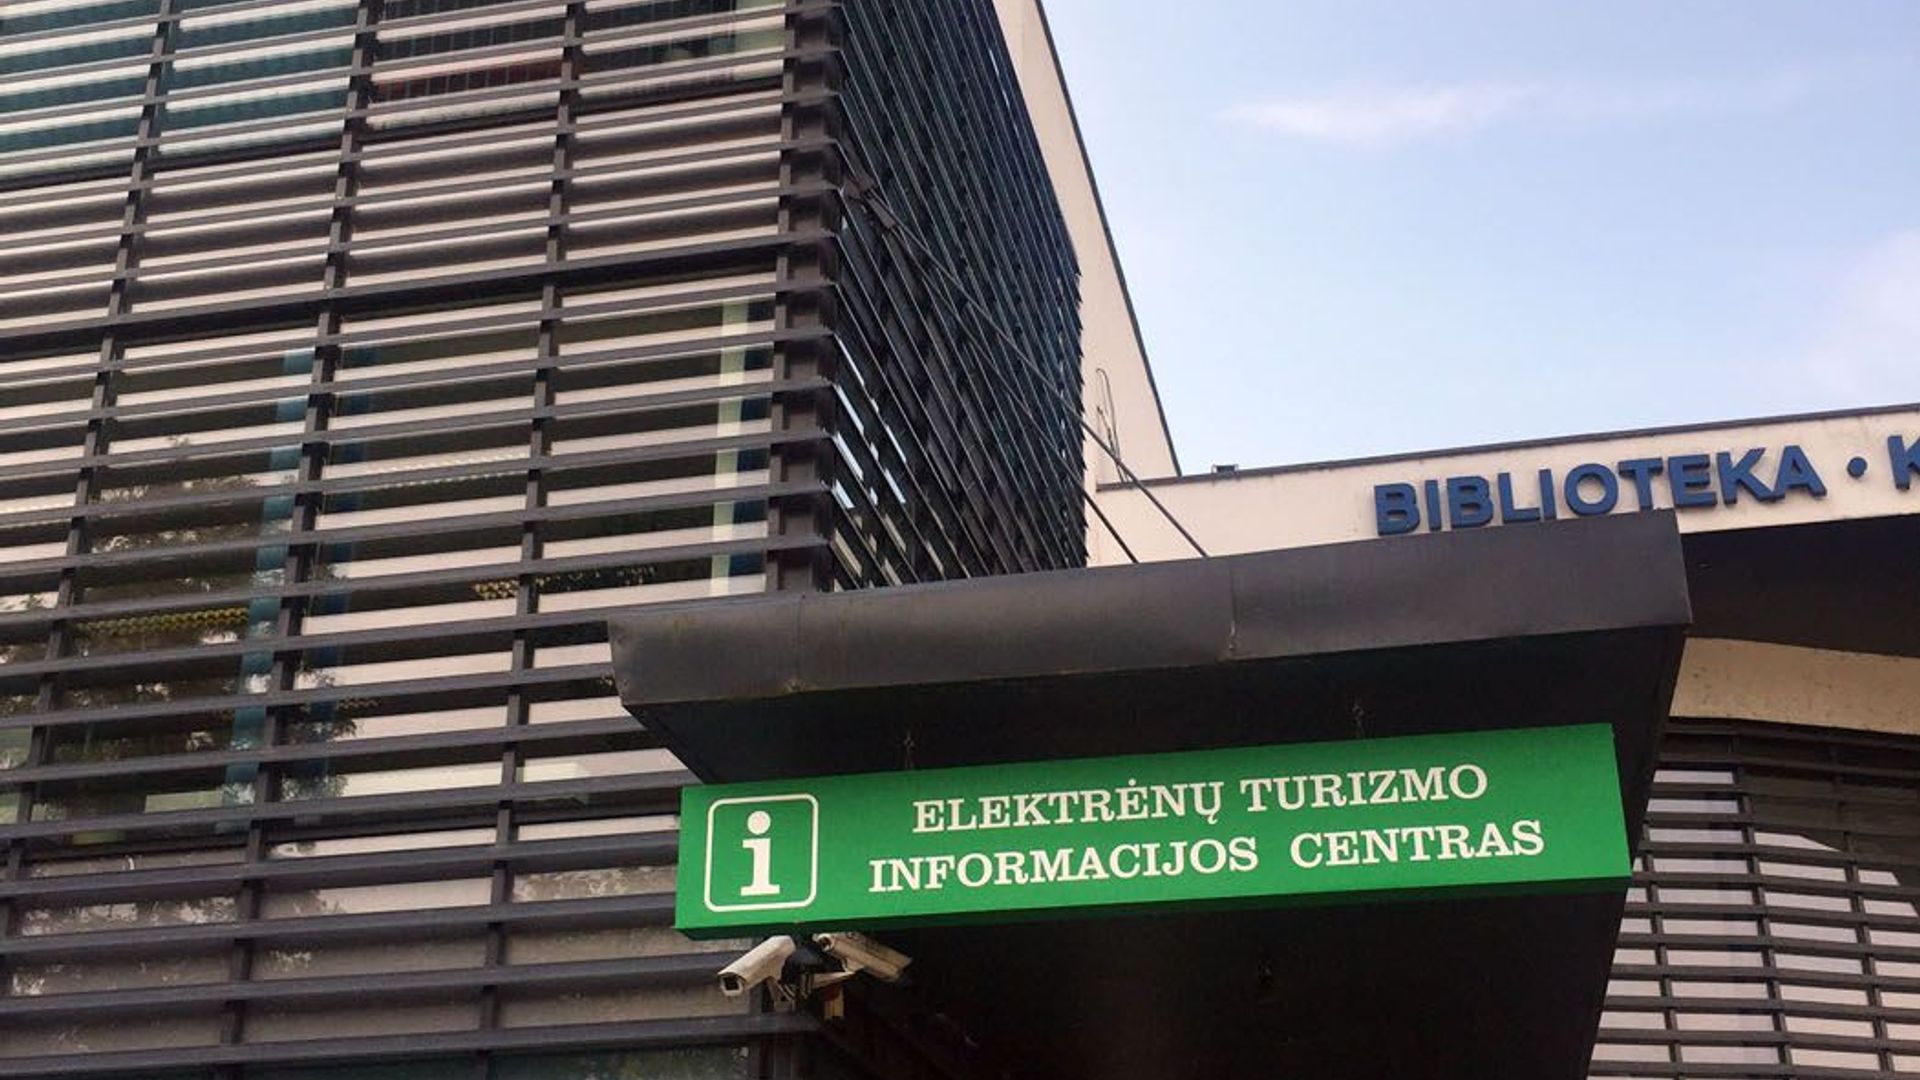 BIBLIOTEKA • K
i ELEKTRĖNŲ TURIZMO
INFORMACIJOS CENTRAS